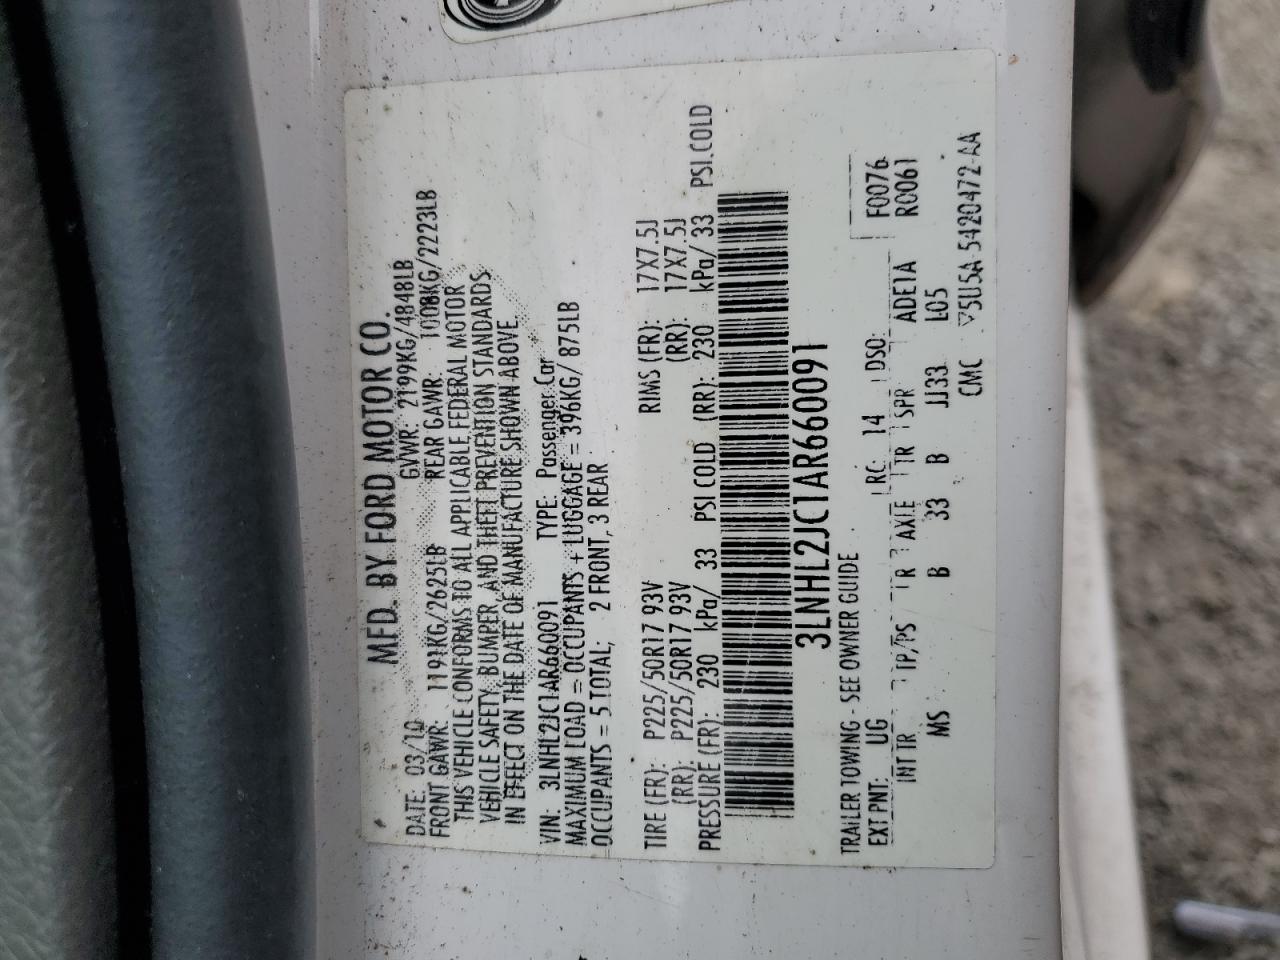 MFD. BY FORD MOTOR CO.
DATE: 03/10 GVWR: 2199KG/4848LB
FRONT GAWR: 1191KG/2625LB REAR GAWR 1008KG/2223LB
THIS VEHICLE CONFORMS TO ALL APPLICABLE FEDERAL MOTOR
VEHICLE SAFETY, BUMPER, AND THEFT PREVENTION STANDARDS
IN EFFECT ON THE DATE OF MANUFACTURE SHOWN ABOVE.
VIN: 3LNHL2JC1AR660091 TYPE: Passenger Car
MAXIMUM LOAD = OCCUPANTS + LUGGAGE = 396KG/ 875LB
OCCUPANTS = 5 TOTAL; 2 FRONT, 3 REAR
TIRE (FR): P225/50R17 93V RIMS (FR): 17X7.5J
(RR): P225/50R17 93V (RR): 17X7.5J
PRESSURE (FR): 230 kPa/ 33 PSI COLD (RR): 230 kPa/ 33 PSI.COLD
3LNHL2JC1AR660091
TRAILER TOWING - SEE OWNER GUIDE
EXT PNT: UG RC: 14 DSO: F0076
INT TR TP/PS R AXLE TR SPR ADE1A R0061
MS B 33 B JJ33 L05
CMC 5U5A-5420472-AA